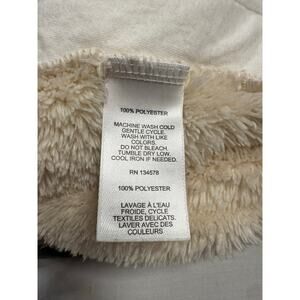 100% POLYESTER
MACHINE WASH COLD
GENTLE CYCLE.
WASH WITH LIKE
COLORS.
DO NOT BLEACH.
TUMBLE DRY LOW.
COOL IRON IF NEEDED.
RN 134578
100% POLYESTER
LAVAGE À L'EAU
FROIDE, CYCLE
TEXTILES DELICATS.
LAVER AVEC DES
COULEURS